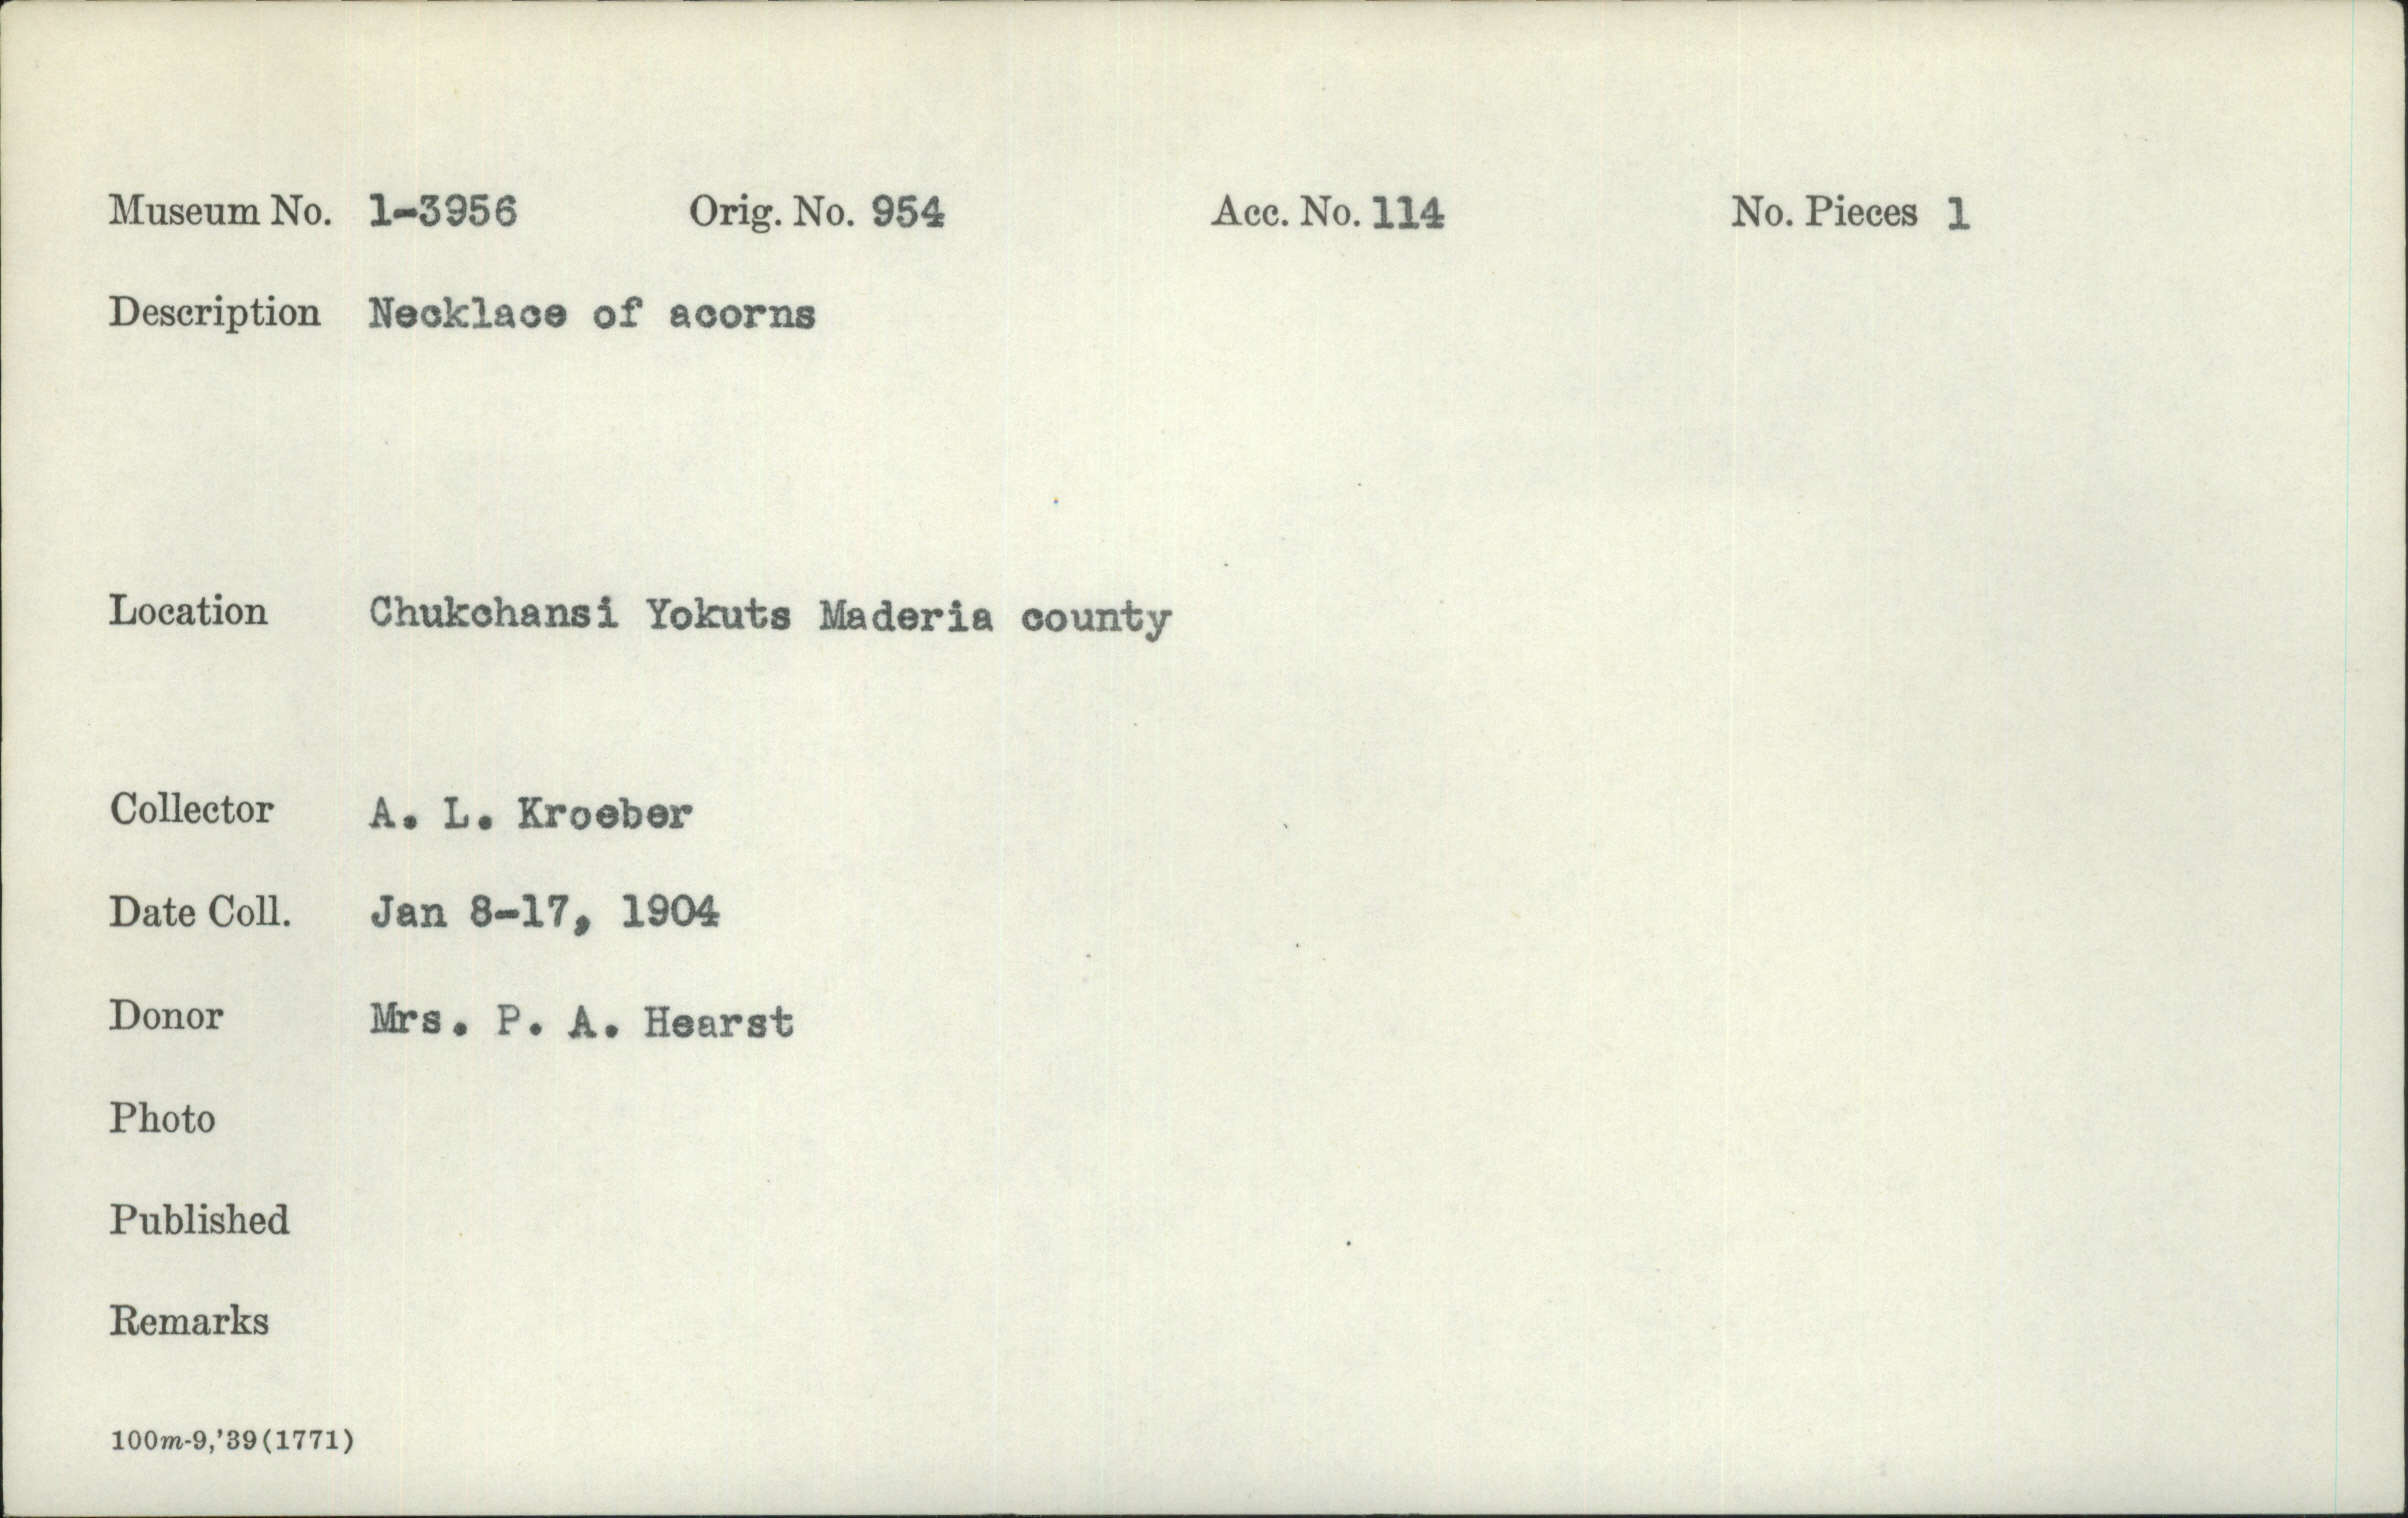 Museum No. 1-3956 Orig. No. 954 Acc. No. 114 No. Pieces 1
Description Necklace of acorns
Location Chukchansi Yokuts Maderia county
Collector A. L. Kroeber
Date Coll. Jan 8-17, 1904
Donor Mrs. P. A. Hearst
Photo
Published
Remarks
100m-9,'39(1771)